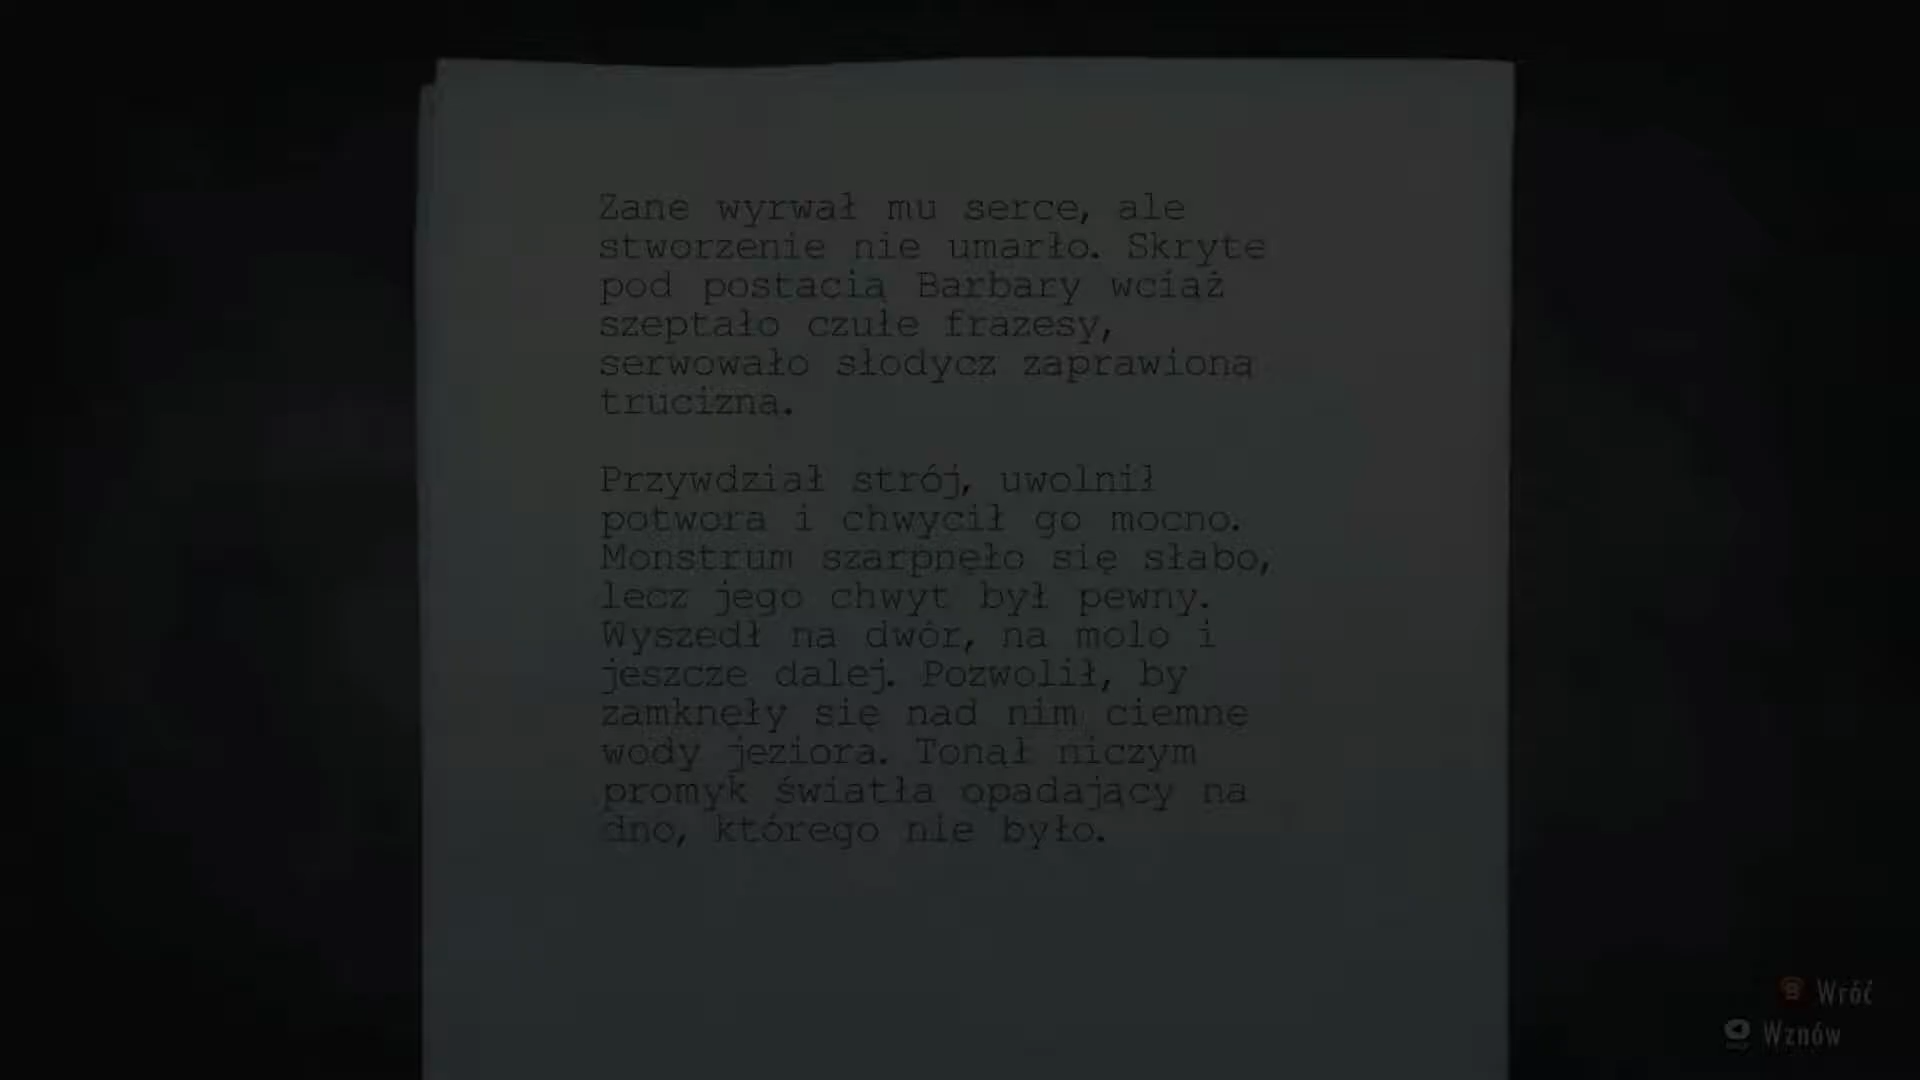 Zane wyrwał mu serce, ale
stworzenie nie umarło. Skryte
pod postacią Barbary wciąż
szeptało czułe frazesy,
serwowało słodycz zaprawioną
trucizną.
Przywdział strój, uwolnił
potwora i chwycił go mocno.
Monstrum szarpnęło się słabo,
lecz jego chwyt był pewny.
Wyszedł na dwór, na molo i
jeszcze dalej. Pozwolił, by
zamknęły się nad nim ciemne
wody jeziora. Tonął niczym
promyk światła opadający na
dno, którego nie było.
B Wróć
Wznów